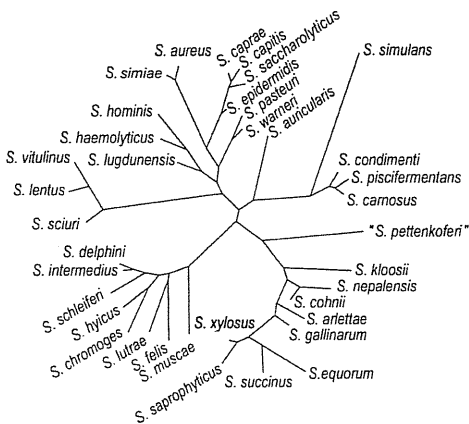 S. aureus
S. simiae
S. caprae
S. capitis
S. saccharolyticus
S. epidermidis
S. pasteuri
S. warneri
S. auricularis
S. simulans
S. hominis
S. haemolyticus
S. lugdunensis
S. vitulinus
S. lentus
S. sciuri
S. condimenti
S. piscifermentans
S. carnosus
"S. pettenkoferi"
S. kloosii
S. nepalensis
S. cohnii
S. arlettae
S. gallinarum
S. delphini
S. intermedius
S. schleiferi
S. hyicus
S. chromoges
S. lutrae
S. felis
S. muscae
S. xylosus
S. saprophyticus
S. succinus
S.equorum